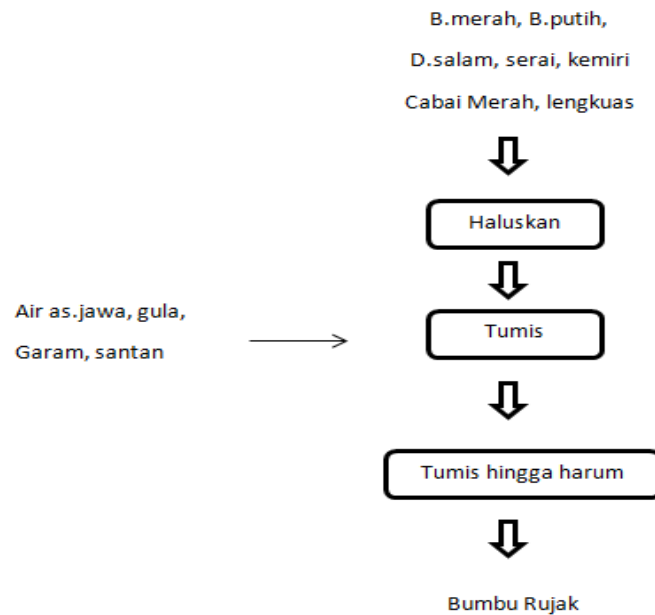 B.merah, B.putih,
D.salam, serai, kemiri
Cabai Merah, lengkuas
Haluskan
Air as.jawa, gula,
Garam, santan
Tumis
Tumis hingga harum
Bumbu Rujak